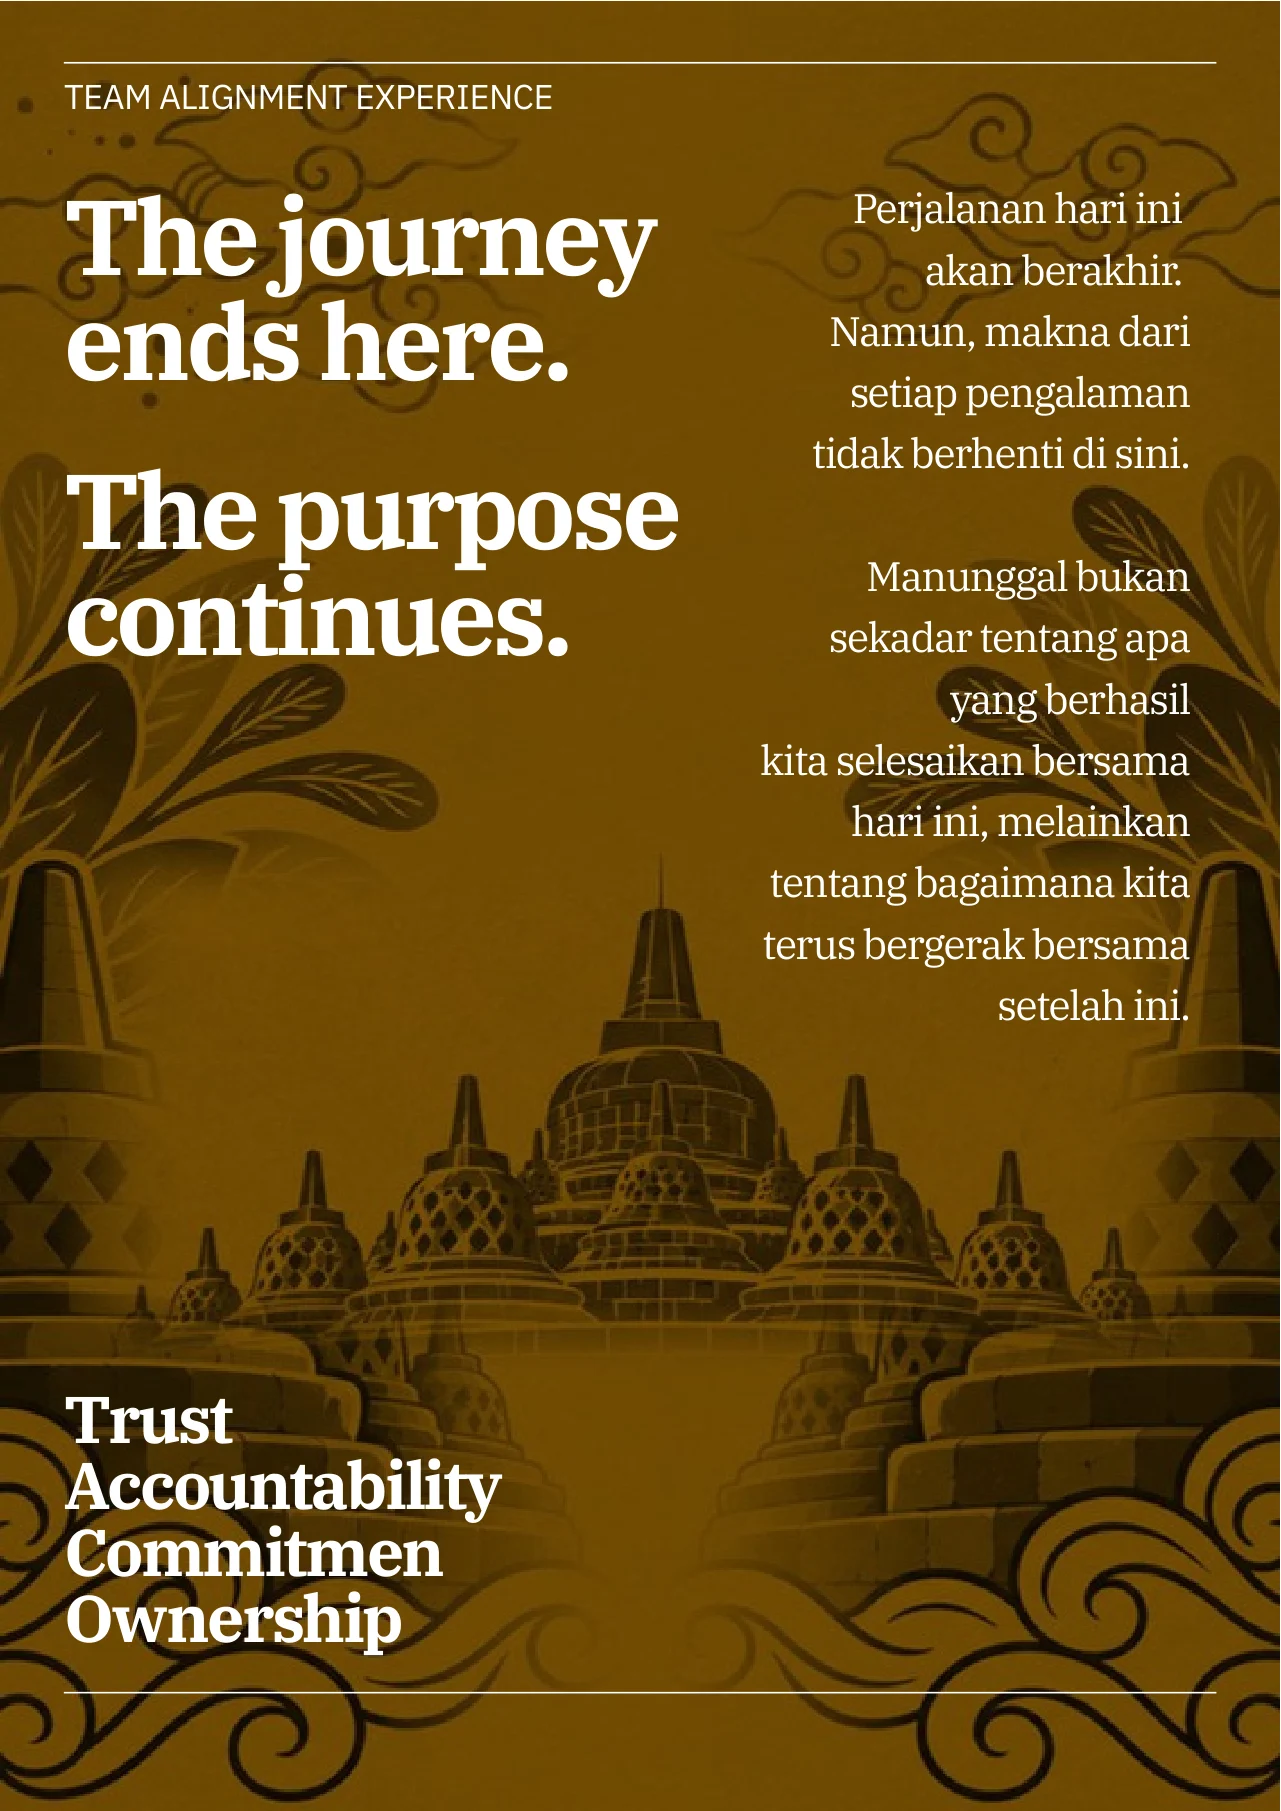 TEAM ALIGNMENT EXPERIENCE
The journey
ends here.
The purpose
continues.
Perjalanan hari ini
akan berakhir.
Namun, makna dari
setiap pengalaman
tidak berhenti di sini.
Manunggal bukan
sekadar tentang apa
yang berhasil
kita selesaikan bersama
hari ini, melainkan
tentang bagaimana kita
terus bergerak bersama
setelah ini.
Trust
Accountability
Commitmen
Ownership